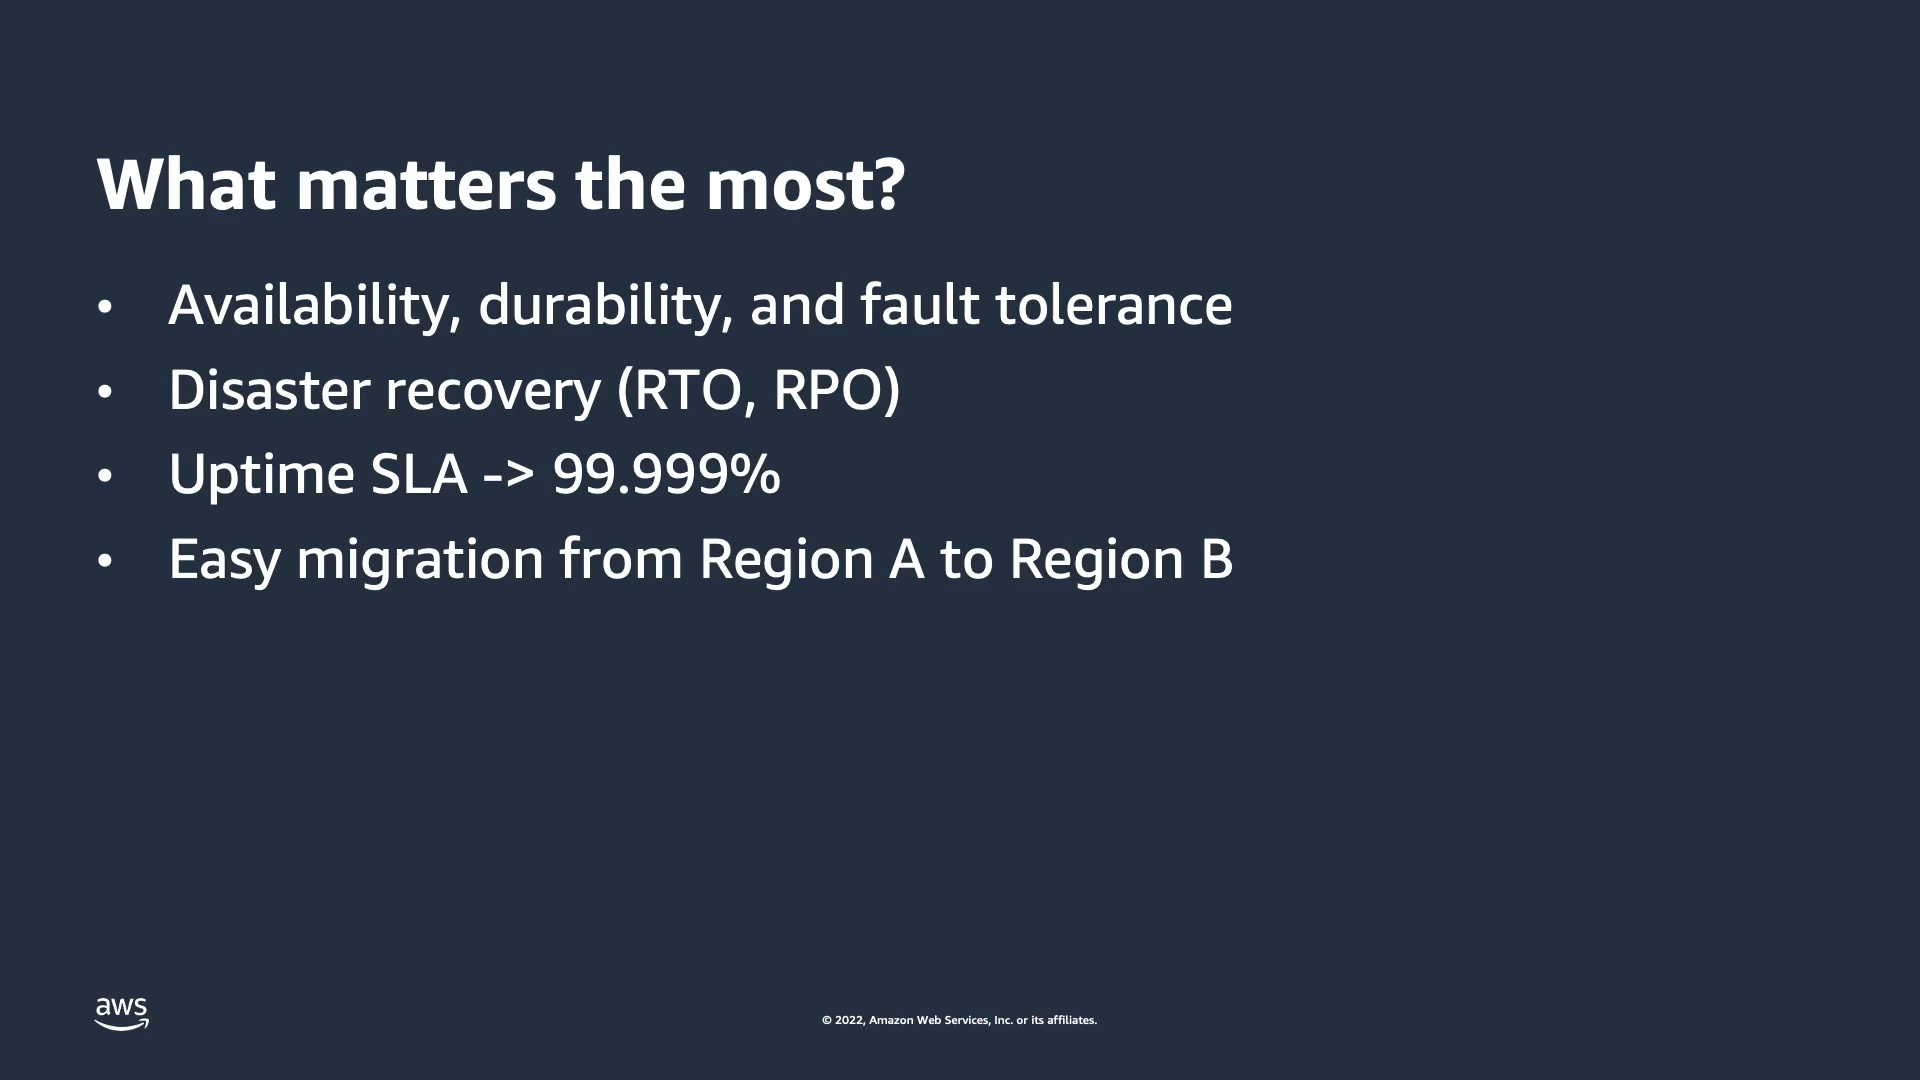 What matters the most?
• Availability, durability, and fault tolerance
• Disaster recovery (RTO, RPO)
• Uptime SLA -> 99.999%
• Easy migration from Region A to Region B
aws
© 2022, Amazon Web Services, Inc. or its affiliates.